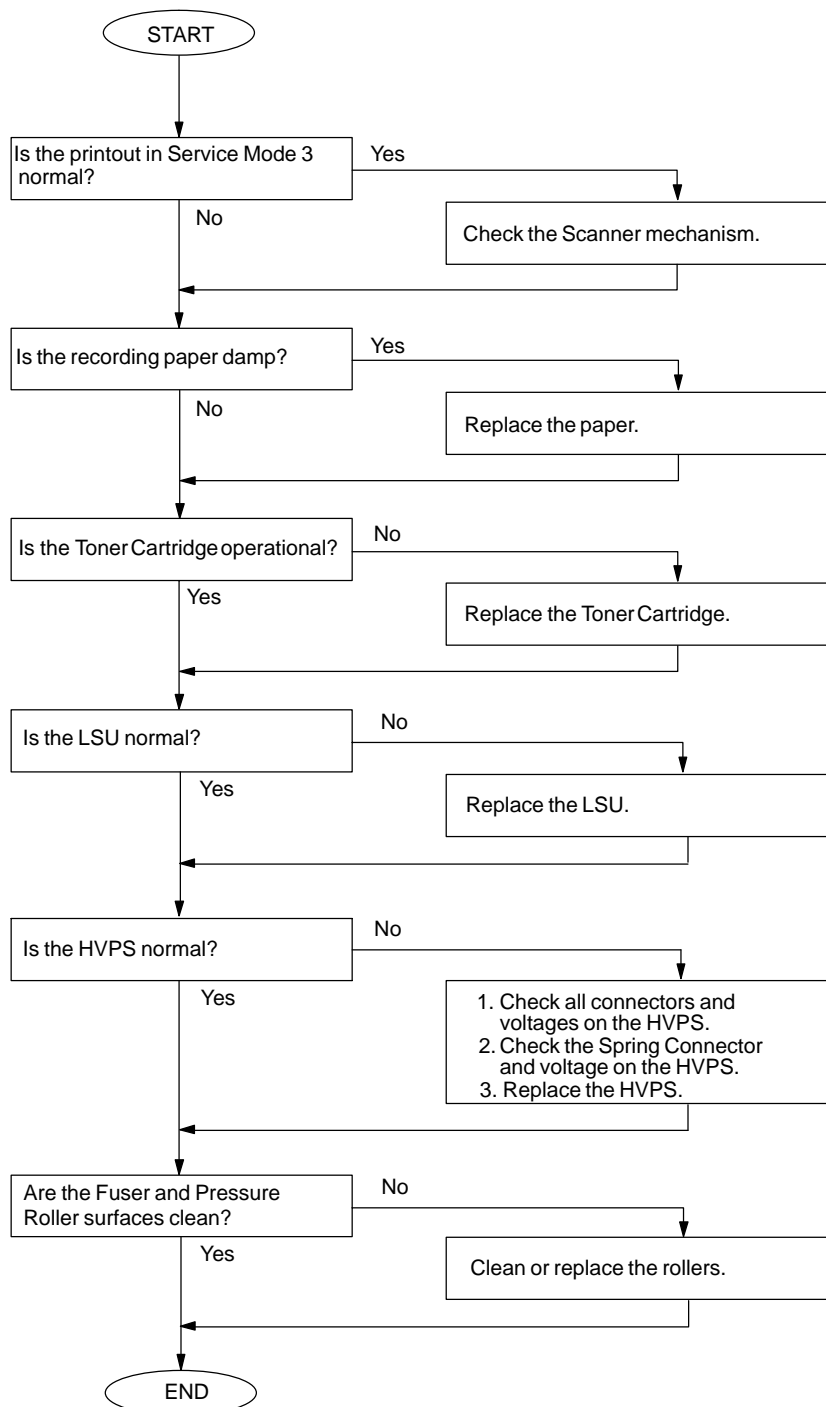 START
Is the printout in Service Mode 3
normal?
Yes
No
Check the Scanner mechanism.
Is the recording paper damp?
Yes
No
Replace the paper.
Is the Toner Cartridge operational?
No
Yes
Replace the Toner Cartridge.
Is the LSU normal?
No
Yes
Replace the LSU.
Is the HVPS normal?
No
Yes
1. Check all connectors and
voltages on the HVPS.
2. Check the Spring Connector
and voltage on the HVPS.
3. Replace the HVPS.
Are the Fuser and Pressure
Roller surfaces clean?
No
Yes
Clean or replace the rollers.
END